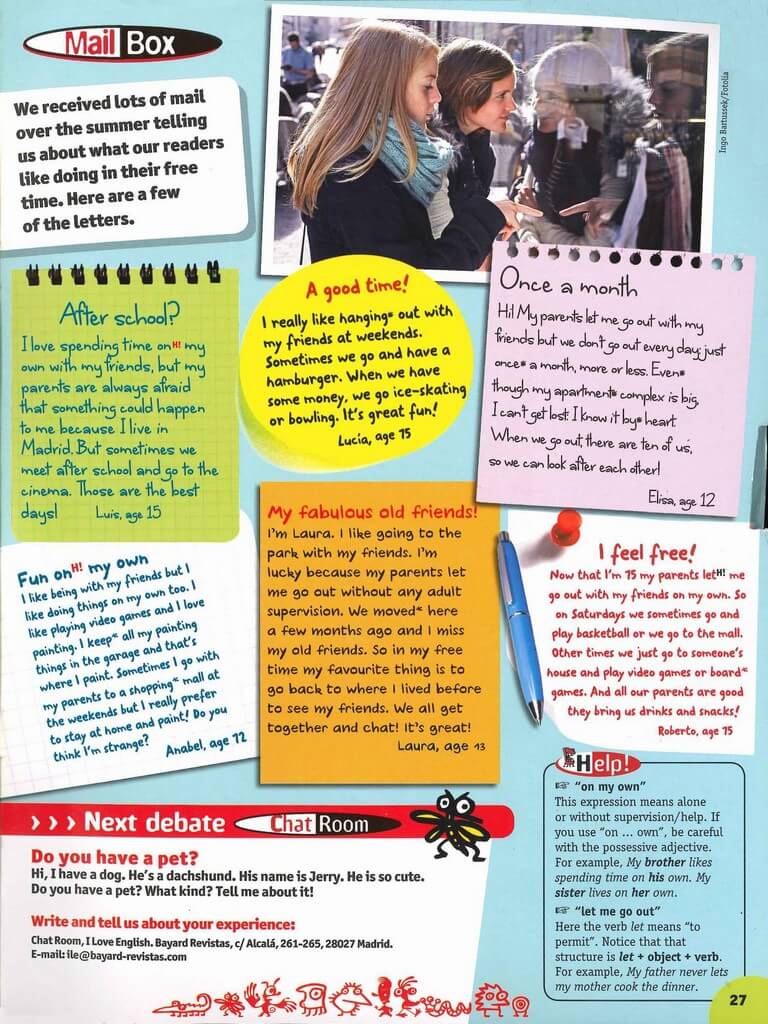 Mail Box
We received lots of mail
over the summer telling
us about what our readers
like doing in their free
time. Here are a few
of the letters.
Ingo Bartussek/Fotolia
After school?
I love spending time onH! my
own with my friends, but my
parents are always afraid
that something could happen
to me because I live in
Madrid. But sometimes we
meet after school and go to the
cinema. Those are the best
days!
Luis, age 15
A good time!
I really like hanging* out with
my friends at weekends.
Sometimes we go and have a
hamburger. When we have
some money, we go ice-skating
or bowling. It's great fun!
Lucía, age 15
Once a month
Hi! My parents let me go out with my
friends but we don't go out every day: just
once* a month, more or less. Even*
though my apartment* complex is big,
I can't get lost: I know it by* heart
When we go out, there are ten of us,
so we can look after each other!
Elisa, age 12
Fun onH! my own
I like being with my friends but I
like doing things on my own too. I
like playing video games and I love
painting. I keep* all my painting
things in the garage and that's
where I paint. Sometimes I go with
my parents to a shopping* mall at
the weekends but I really prefer
to stay at home and paint! Do you
think I'm strange?
Anabel, age 12
My fabulous old friends!
I'm Laura. I like going to the
park with my friends. I'm
lucky because my parents let
me go out without any adult
supervision. We moved* here
a few months ago and I miss
my old friends. So in my free
time my favourite thing is to
go back to where I lived before
to see my friends. We all get
together and chat! It's great!
Laura, age 13
I feel free!
Now that I'm 15 my parents letH! me
go out with my friends on my own. So
on Saturdays we sometimes go and
play basketball or we go to the mall.
Other times we just go to someone's
house and play video games or board*
games. And all our parents are good
they bring us drinks and snacks!
Roberto, age 15
Help!
☞ "on my own"
This expression means alone
or without supervision/help. If
you use "on ... own", be careful
with the possessive adjective.
For example, My brother likes
spending time on his own. My
sister lives on her own.
☞ "let me go out"
Here the verb let means "to
permit". Notice that that
structure is let + object + verb.
For example, My father never lets
my mother cook the dinner.
››› Next debate Chat Room
Do you have a pet?
Hi, I have a dog. He's a dachshund. His name is Jerry. He is so cute.
Do you have a pet? What kind? Tell me about it!
Write and tell us about your experience:
Chat Room, I Love English. Bayard Revistas, c/ Alcalá, 261-265, 28027 Madrid.
E-mail: ile@bayard-revistas.com
27